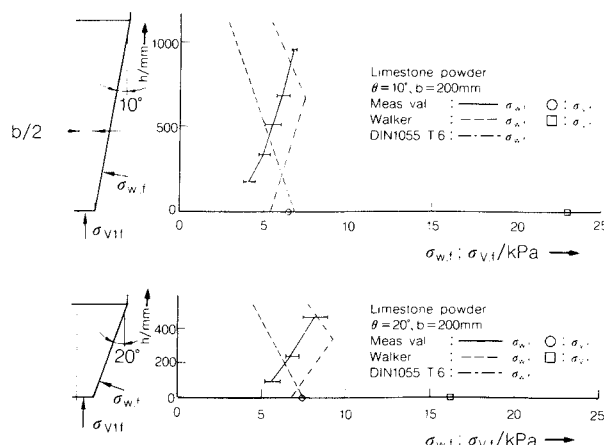 h/mm
1000
500
0
10°
b/2
σw,f
σV1f
Limestone powder
θ = 10°, b = 200mm
Meas val : σw, : σv,
Walker : σw, : σv,
DIN1055 T6 : σw,
0 5 10 15 20 25
σw,f ; σV,f/kPa
h/mm
400
200
0
20°
σw,f
σV1f
Limestone powder
θ = 20°, b = 200mm
Meas val : σw, : σv,
Walker : σw, : σv,
DIN1055 T6 : σw,
0 5 10 15 20 25
σw,f ; σV,f/kPa